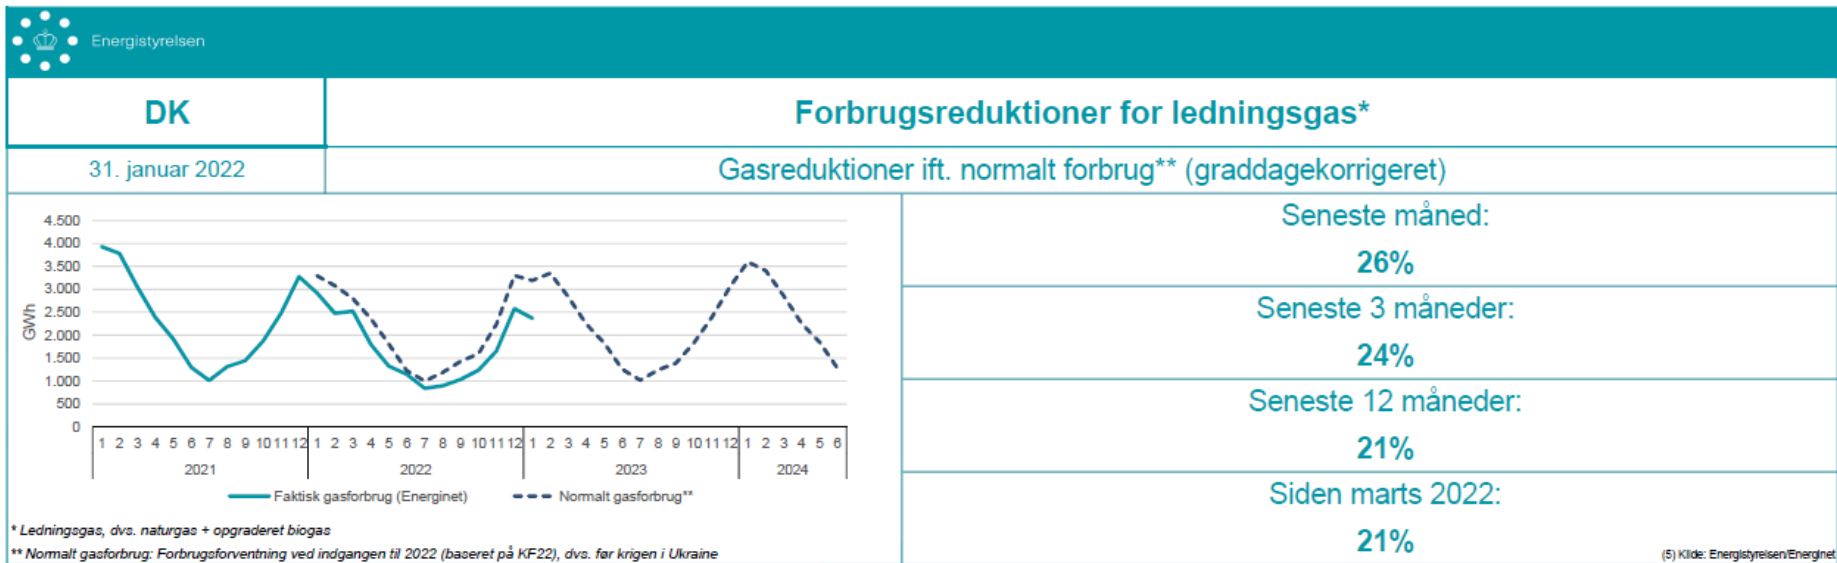 Energistyrelsen
DK
Forbrugsreduktioner for ledningsgas*
31. januar 2022
Gasreduktioner ift. normalt forbrug** (graddagekorrigeret)
4.500
4.000
3.500
3.000
2.500
2.000
1.500
1.000
500
0
GWh
1 2 3 4 5 6 7 8 9 10 11 12 1 2 3 4 5 6 7 8 9 10 11 12 1 2 3 4 5 6 7 8 9 10 11 12 1 2 3 4 5 6
2021 2022 2023 2024
Faktisk gasforbrug (Energinet) Normalt gasforbrug**
* Ledningsgas, dvs. naturgas + opgraderet biogas
** Normalt gasforbrug: Forbrugsforventning ved indgangen til 2022 (baseret på KF22), dvs. før krigen i Ukraine
Seneste måned:
26%
Seneste 3 måneder:
24%
Seneste 12 måneder:
21%
Siden marts 2022:
21%
(5) Kilde: Energistyrelsen/Energinet